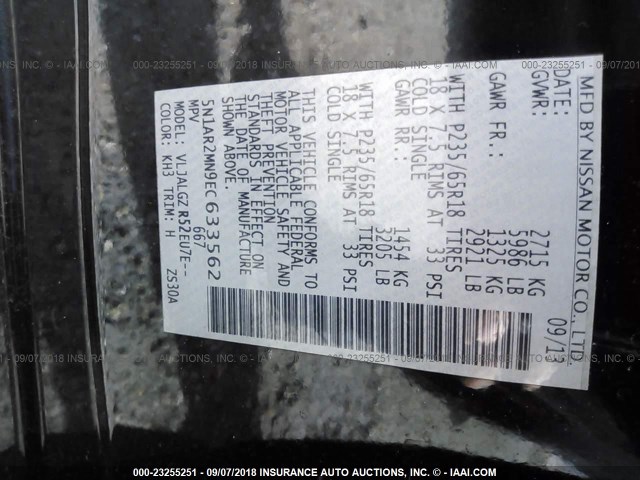 MFD BY NISSAN MOTOR CO., LTD.
DATE: 09/13
GVWR: 2715 KG
5986 LB
GAWR FR.: 1325 KG
2921 LB
WITH P235/65R18 TIRES
18 X 7.5 RIMS AT 33 PSI
COLD SINGLE
GAWR RR.: 1454 KG
3205 LB
WITH P235/65R18 TIRES
18 X 7.5 RIMS AT 33 PSI
COLD SINGLE
THIS VEHICLE CONFORMS TO
ALL APPLICABLE FEDERAL
MOTOR VEHICLE SAFETY AND
THEFT PREVENTION
STANDARDS IN EFFECT ON
THE DATE OF MANUFACTURE
SHOWN ABOVE.
5N1AR2MN9EC633562
MPV 667
MODEL: VLJALGZ R52EU7E--
COLOR: KH3 TRIM: H Z530A
000-23255251 - 09/07/2018 INSURANCE AUTO AUCTIONS, INC. - © IAAI.COM